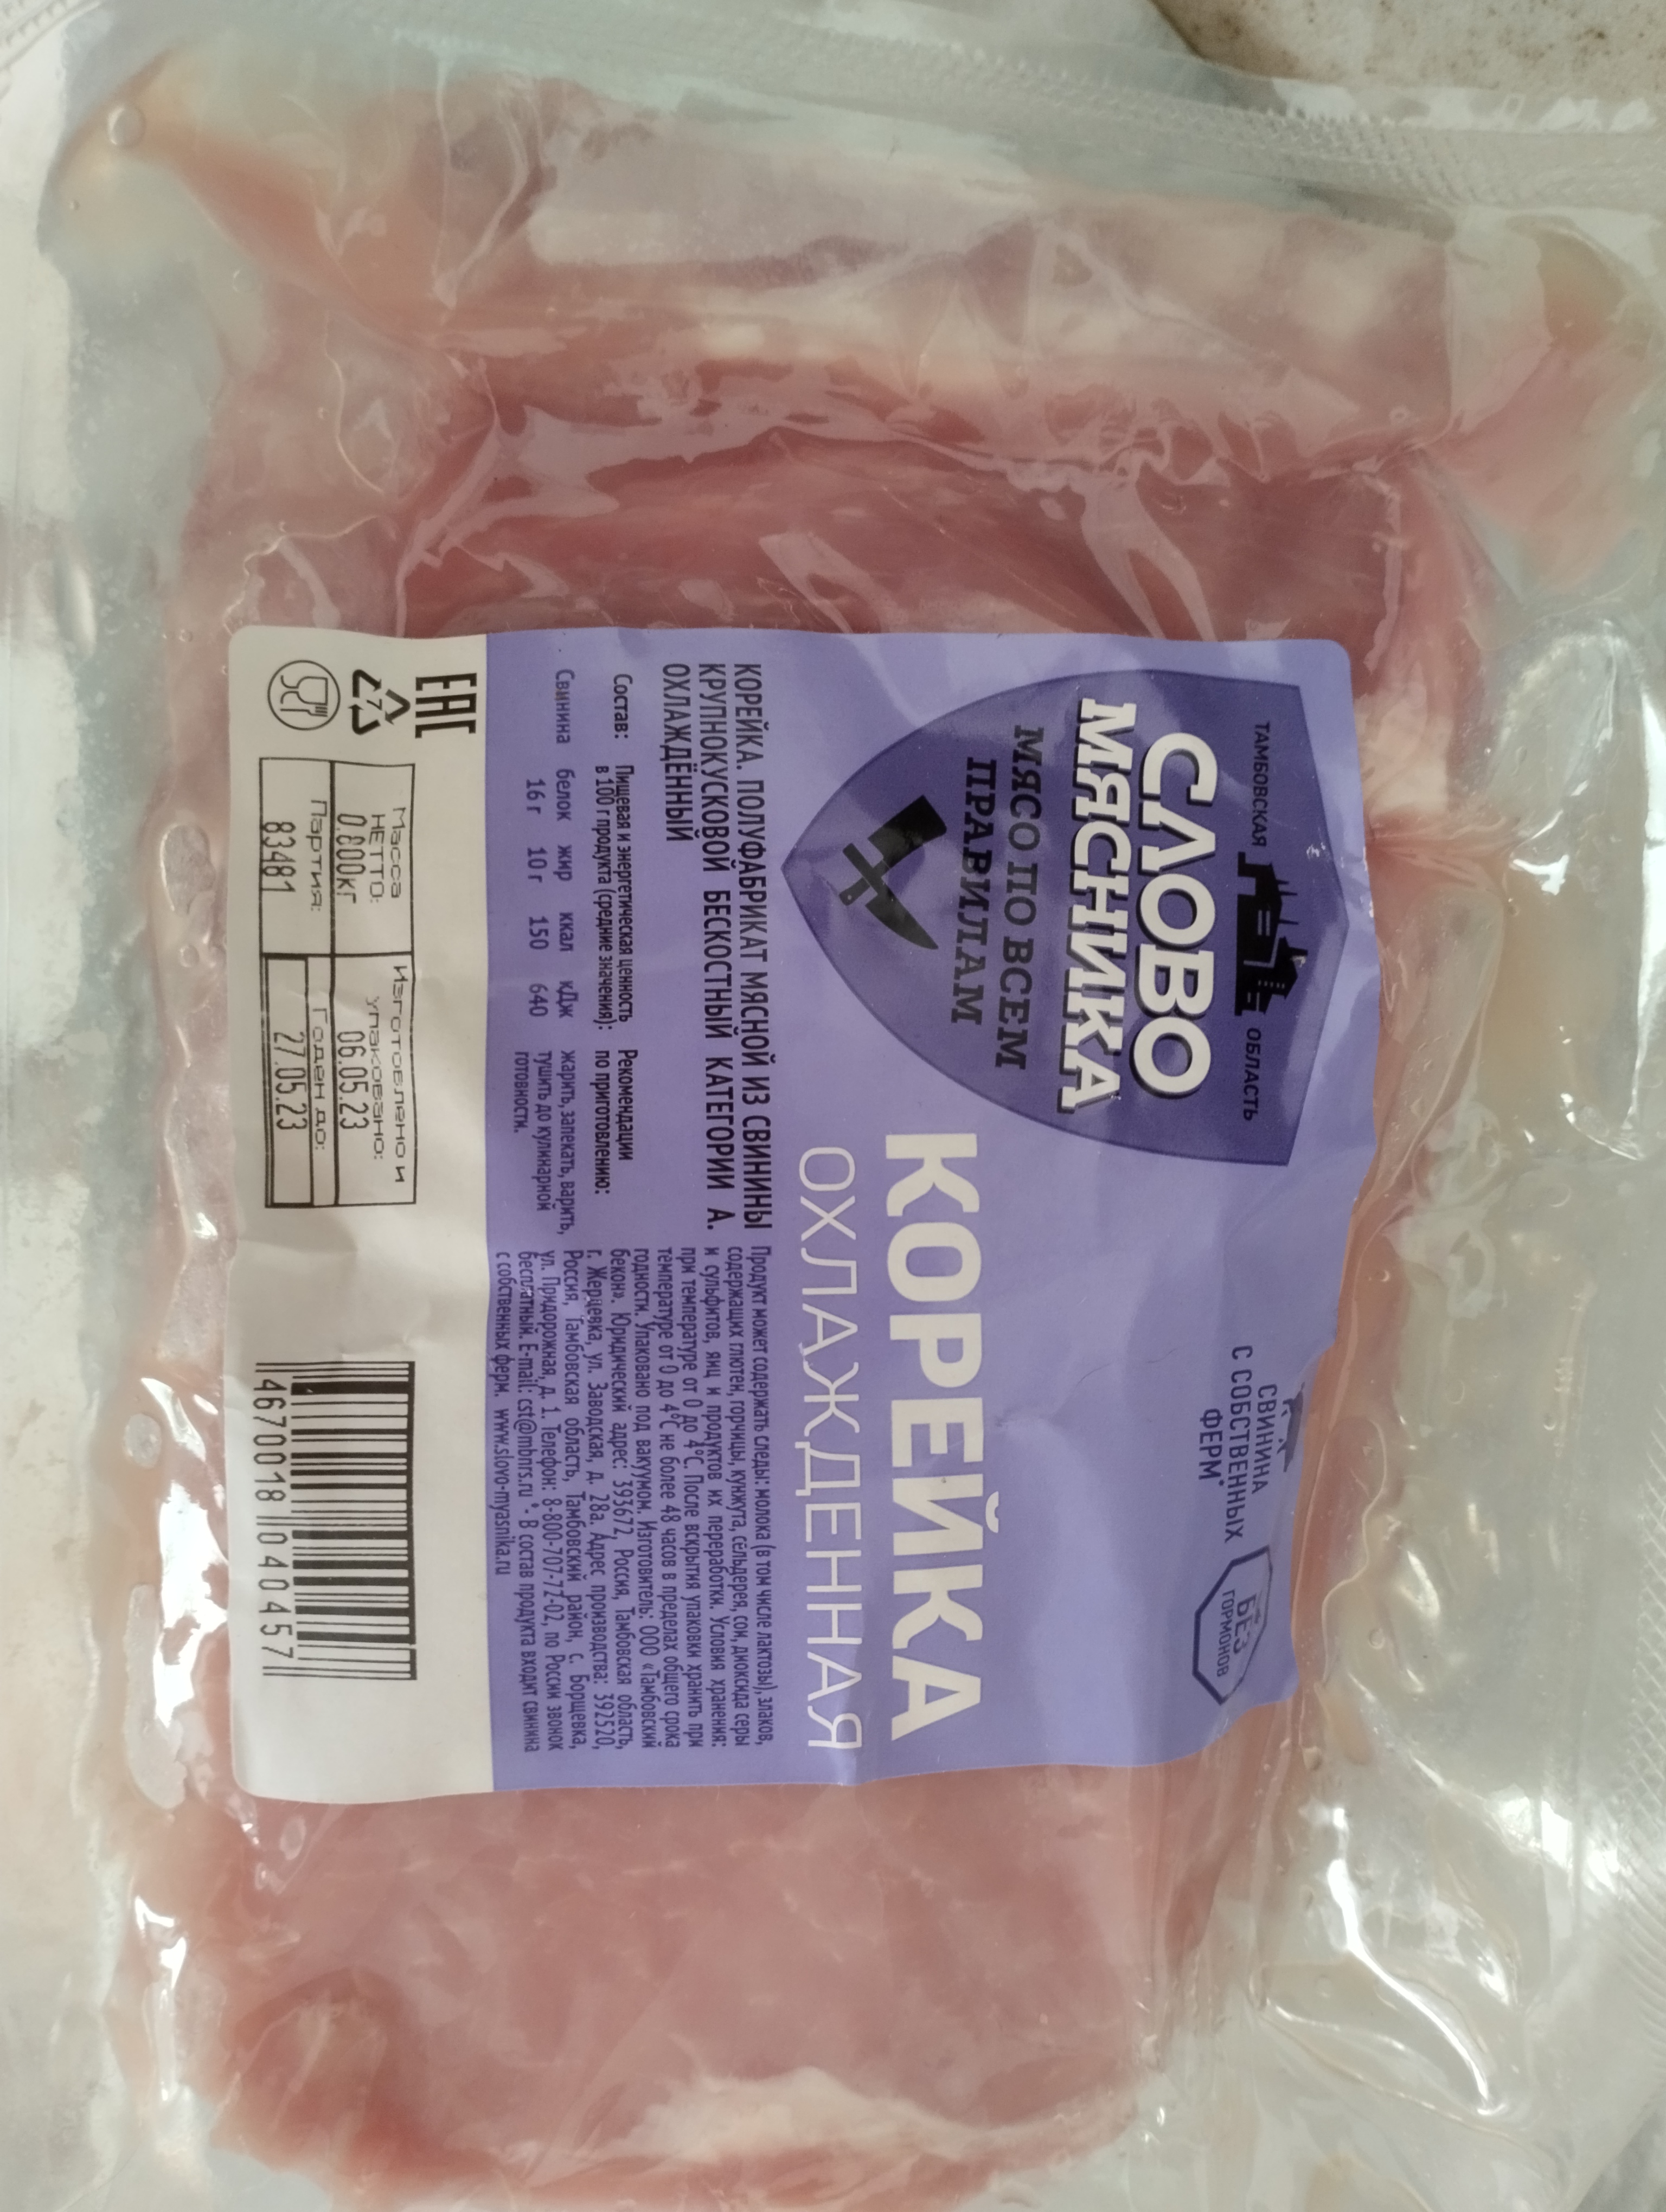 ТАМБОВСКАЯ ОБЛАСТЬ
СЛОВО
МЯСНИКА
МЯСО ПО ВСЕМ
ПРАВИЛАМ
СВИНИНА
С СОБСТВЕННЫХ
ФЕРМ*
БЕЗ
ГОРМОНОВ
КОРЕЙКА
ОХЛАЖДЕННАЯ
КОРЕЙКА. ПОЛУФАБРИКАТ МЯСНОЙ ИЗ СВИНИНЫ
КРУПНОКУСКОВОЙ БЕСКОСТНЫЙ КАТЕГОРИИ А.
ОХЛАЖДЁННЫЙ
Состав:
Свинина
Пищевая и энергетическая ценность
в 100 г продукта (средние значения):
белок жир ккал кДж
16 г 10 г 150 640
Рекомендации
по приготовлению:
жарить, запекать, варить,
тушить до кулинарной
готовности.
Продукт может содержать следы: молока (в том числе лактозы), злаков,
содержащих глютен, горчицы, кунжута, сельдерея, сои, диоксида серы
и сульфитов, яиц и продуктов их переработки. Условия хранения:
при температуре от 0 до 4°С. После вскрытия упаковки хранить при
температуре от 0 до 4°С не более 48 часов в пределах общего срока
годности. Упаковано под вакуумом. Изготовитель: ООО «Тамбовский
бекон». Юридический адрес: 393672, Россия, Тамбовская область,
г. Жердевка, ул. Заводская, д. 28а. Адрес производства: 392520,
Россия, Тамбовская область, Тамбовский район, с. Борщевка,
ул. Придорожная, д. 1. Телефон: 8-800-707-72-02, по России звонок
бесплатный. E-mail: cst@mbnrs.ru *- В состав продукта входит свинина
с собственных ферм. www.slovo-myasnika.ru
ЕАС
7
Масса
НЕТТО:
0.800кг
Партия:
83481
Изготовлено и
упаковано:
06.05.23
Годен до:
27.05.23
4670018 040457